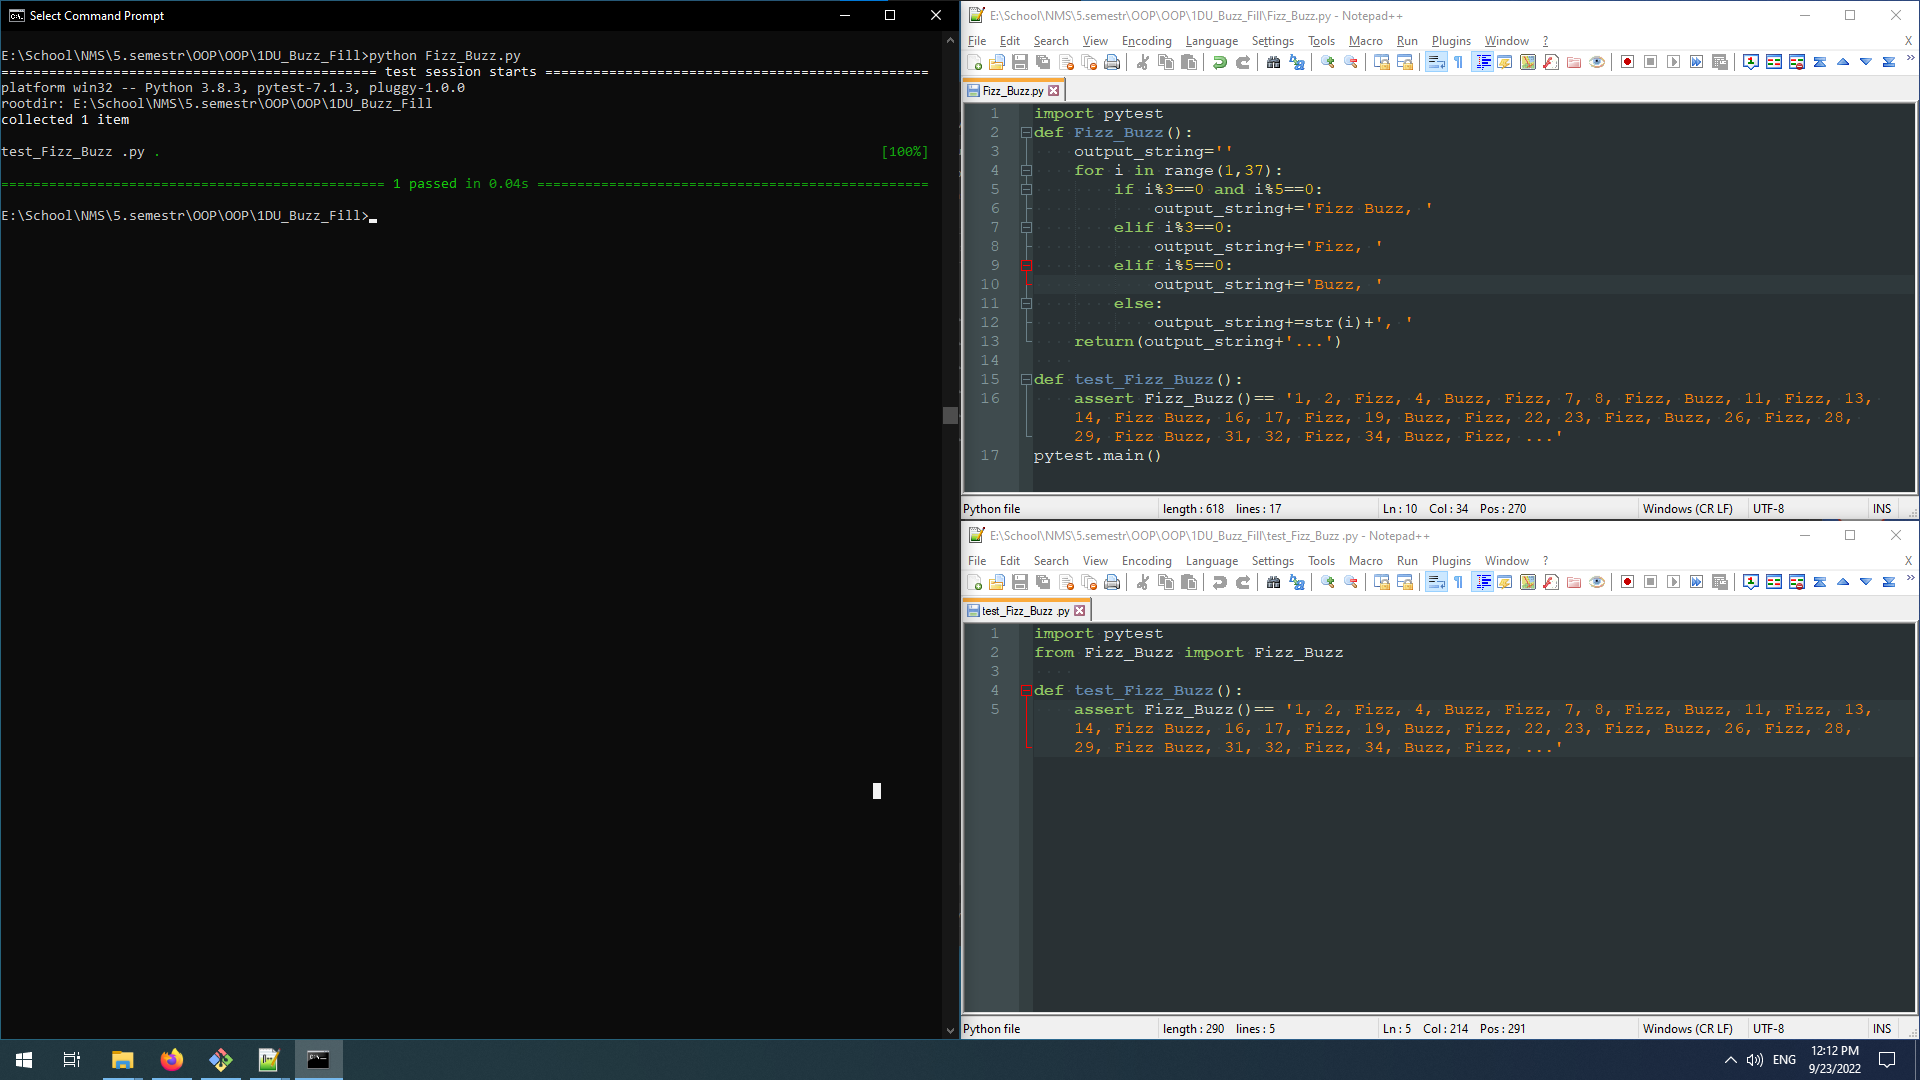 Select Command Prompt
E:\School\NMS\5.semestr\OOP\OOP\1DU_Buzz_Fill>python Fizz_Buzz.py
=============================================== test session starts ================================================
platform win32 -- Python 3.8.3, pytest-7.1.3, pluggy-1.0.0
rootdir: E:\School\NMS\5.semestr\OOP\OOP\1DU_Buzz_Fill
collected 1 item
test_Fizz_Buzz .py . [100%]
================================================ 1 passed in 0.04s =================================================
E:\School\NMS\5.semestr\OOP\OOP\1DU_Buzz_Fill>
E:\School\NMS\5.semestr\OOP\OOP\1DU_Buzz_Fill\Fizz_Buzz.py - Notepad++
File Edit Search View Encoding Language Settings Tools Macro Run Plugins Window ? X
Fizz_Buzz.py
1 import pytest
2 def Fizz_Buzz():
3 output_string=''
4 for i in range(1,37):
5 if i%3==0 and i%5==0:
6 output_string+='Fizz Buzz, '
7 elif i%3==0:
8 output_string+='Fizz, '
9 elif i%5==0:
10 output_string+='Buzz, '
11 else:
12 output_string+=str(i)+', '
13 return(output_string+'...')
14
15 def test_Fizz_Buzz():
16 assert Fizz_Buzz()== '1, 2, Fizz, 4, Buzz, Fizz, 7, 8, Fizz, Buzz, 11, Fizz, 13,
14, Fizz Buzz, 16, 17, Fizz, 19, Buzz, Fizz, 22, 23, Fizz, Buzz, 26, Fizz, 28,
29, Fizz Buzz, 31, 32, Fizz, 34, Buzz, Fizz, ...'
17 pytest.main()
Python file length : 618 lines : 17 Ln : 10 Col : 34 Pos : 270 Windows (CR LF) UTF-8 INS
E:\School\NMS\5.semestr\OOP\OOP\1DU_Buzz_Fill\test_Fizz_Buzz .py - Notepad++
File Edit Search View Encoding Language Settings Tools Macro Run Plugins Window ? X
test_Fizz_Buzz .py
1 import pytest
2 from Fizz_Buzz import Fizz_Buzz
3
4 def test_Fizz_Buzz():
5 assert Fizz_Buzz()== '1, 2, Fizz, 4, Buzz, Fizz, 7, 8, Fizz, Buzz, 11, Fizz, 13,
14, Fizz Buzz, 16, 17, Fizz, 19, Buzz, Fizz, 22, 23, Fizz, Buzz, 26, Fizz, 28,
29, Fizz Buzz, 31, 32, Fizz, 34, Buzz, Fizz, ...'
Python file length : 290 lines : 5 Ln : 5 Col : 214 Pos : 291 Windows (CR LF) UTF-8 INS
ENG
12:12 PM
9/23/2022